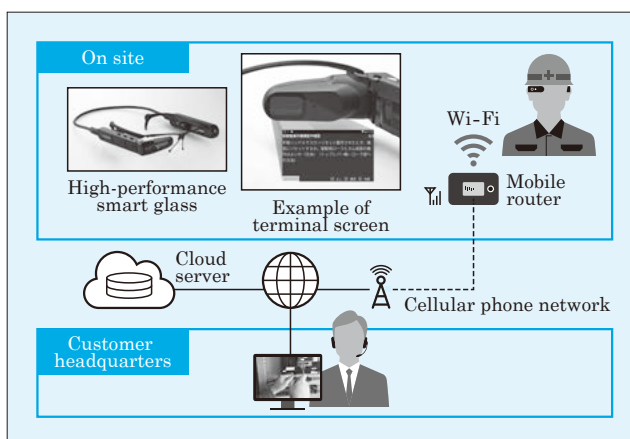 On site
High-performance
smart glass
Example of
terminal screen
Wi-Fi
Mobile
router
Cloud
server
Cellular phone network
Customer
headquarters